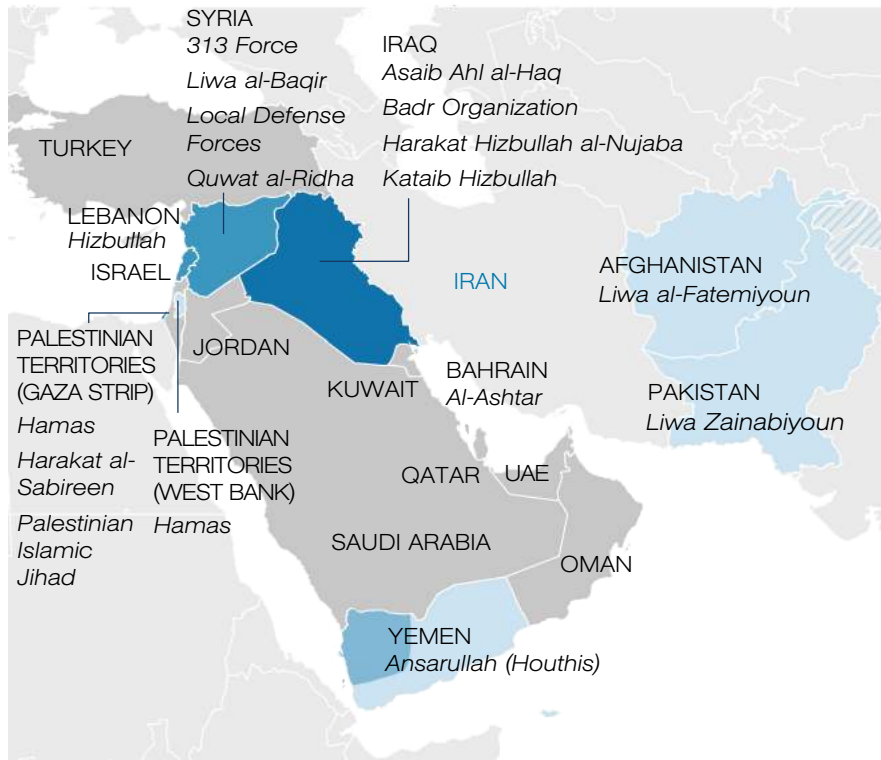 SYRIA
313 Force
Liwa al-Baqir
Local Defense
Forces
Quwat al-Ridha
IRAQ
Asaib Ahl al-Haq
Badr Organization
Harakat Hizbullah al-Nujaba
Kataib Hizbullah
TURKEY
LEBANON
Hizbullah
ISRAEL
IRAN
AFGHANISTAN
Liwa al-Fatemiyoun
PALESTINIAN
TERRITORIES
(GAZA STRIP)
Hamas
Harakat al-
Sabireen
Palestinian
Islamic
Jihad
PALESTINIAN
TERRITORIES
(WEST BANK)
Hamas
JORDAN
KUWAIT
BAHRAIN
Al-Ashtar
PAKISTAN
Liwa Zainabiyoun
QATAR
UAE
SAUDI ARABIA
OMAN
YEMEN
Ansarullah (Houthis)